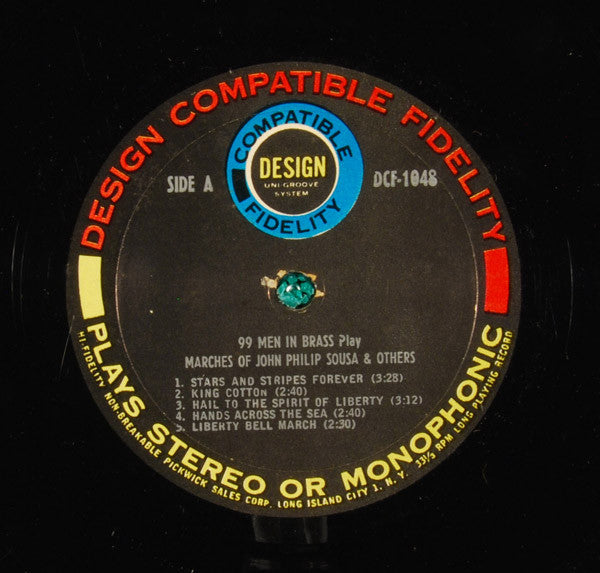 DESIGN COMPATIBLE FIDELITY
COMPATIBLE
DESIGN
UNI-GROOVE
SYSTEM
FIDELITY
SIDE A
DCF-1048
99 MEN IN BRASS Play
MARCHES OF JOHN PHILIP SOUSA & OTHERS
1. STARS AND STRIPES FOREVER (3:28)
2. KING COTTON (2:40)
3. HAIL TO THE SPIRIT OF LIBERTY (3:12)
4. HANDS ACROSS THE SEA (2:40)
5. LIBERTY BELL MARCH (2:30)
PLAYS STEREO OR MONOPHONIC
HI-FIDELITY NON-BREAKABLE PICKWICK SALES CORP. LONG ISLAND CITY 1, N.Y. 33⅓ RPM LONG PLAYING RECORD